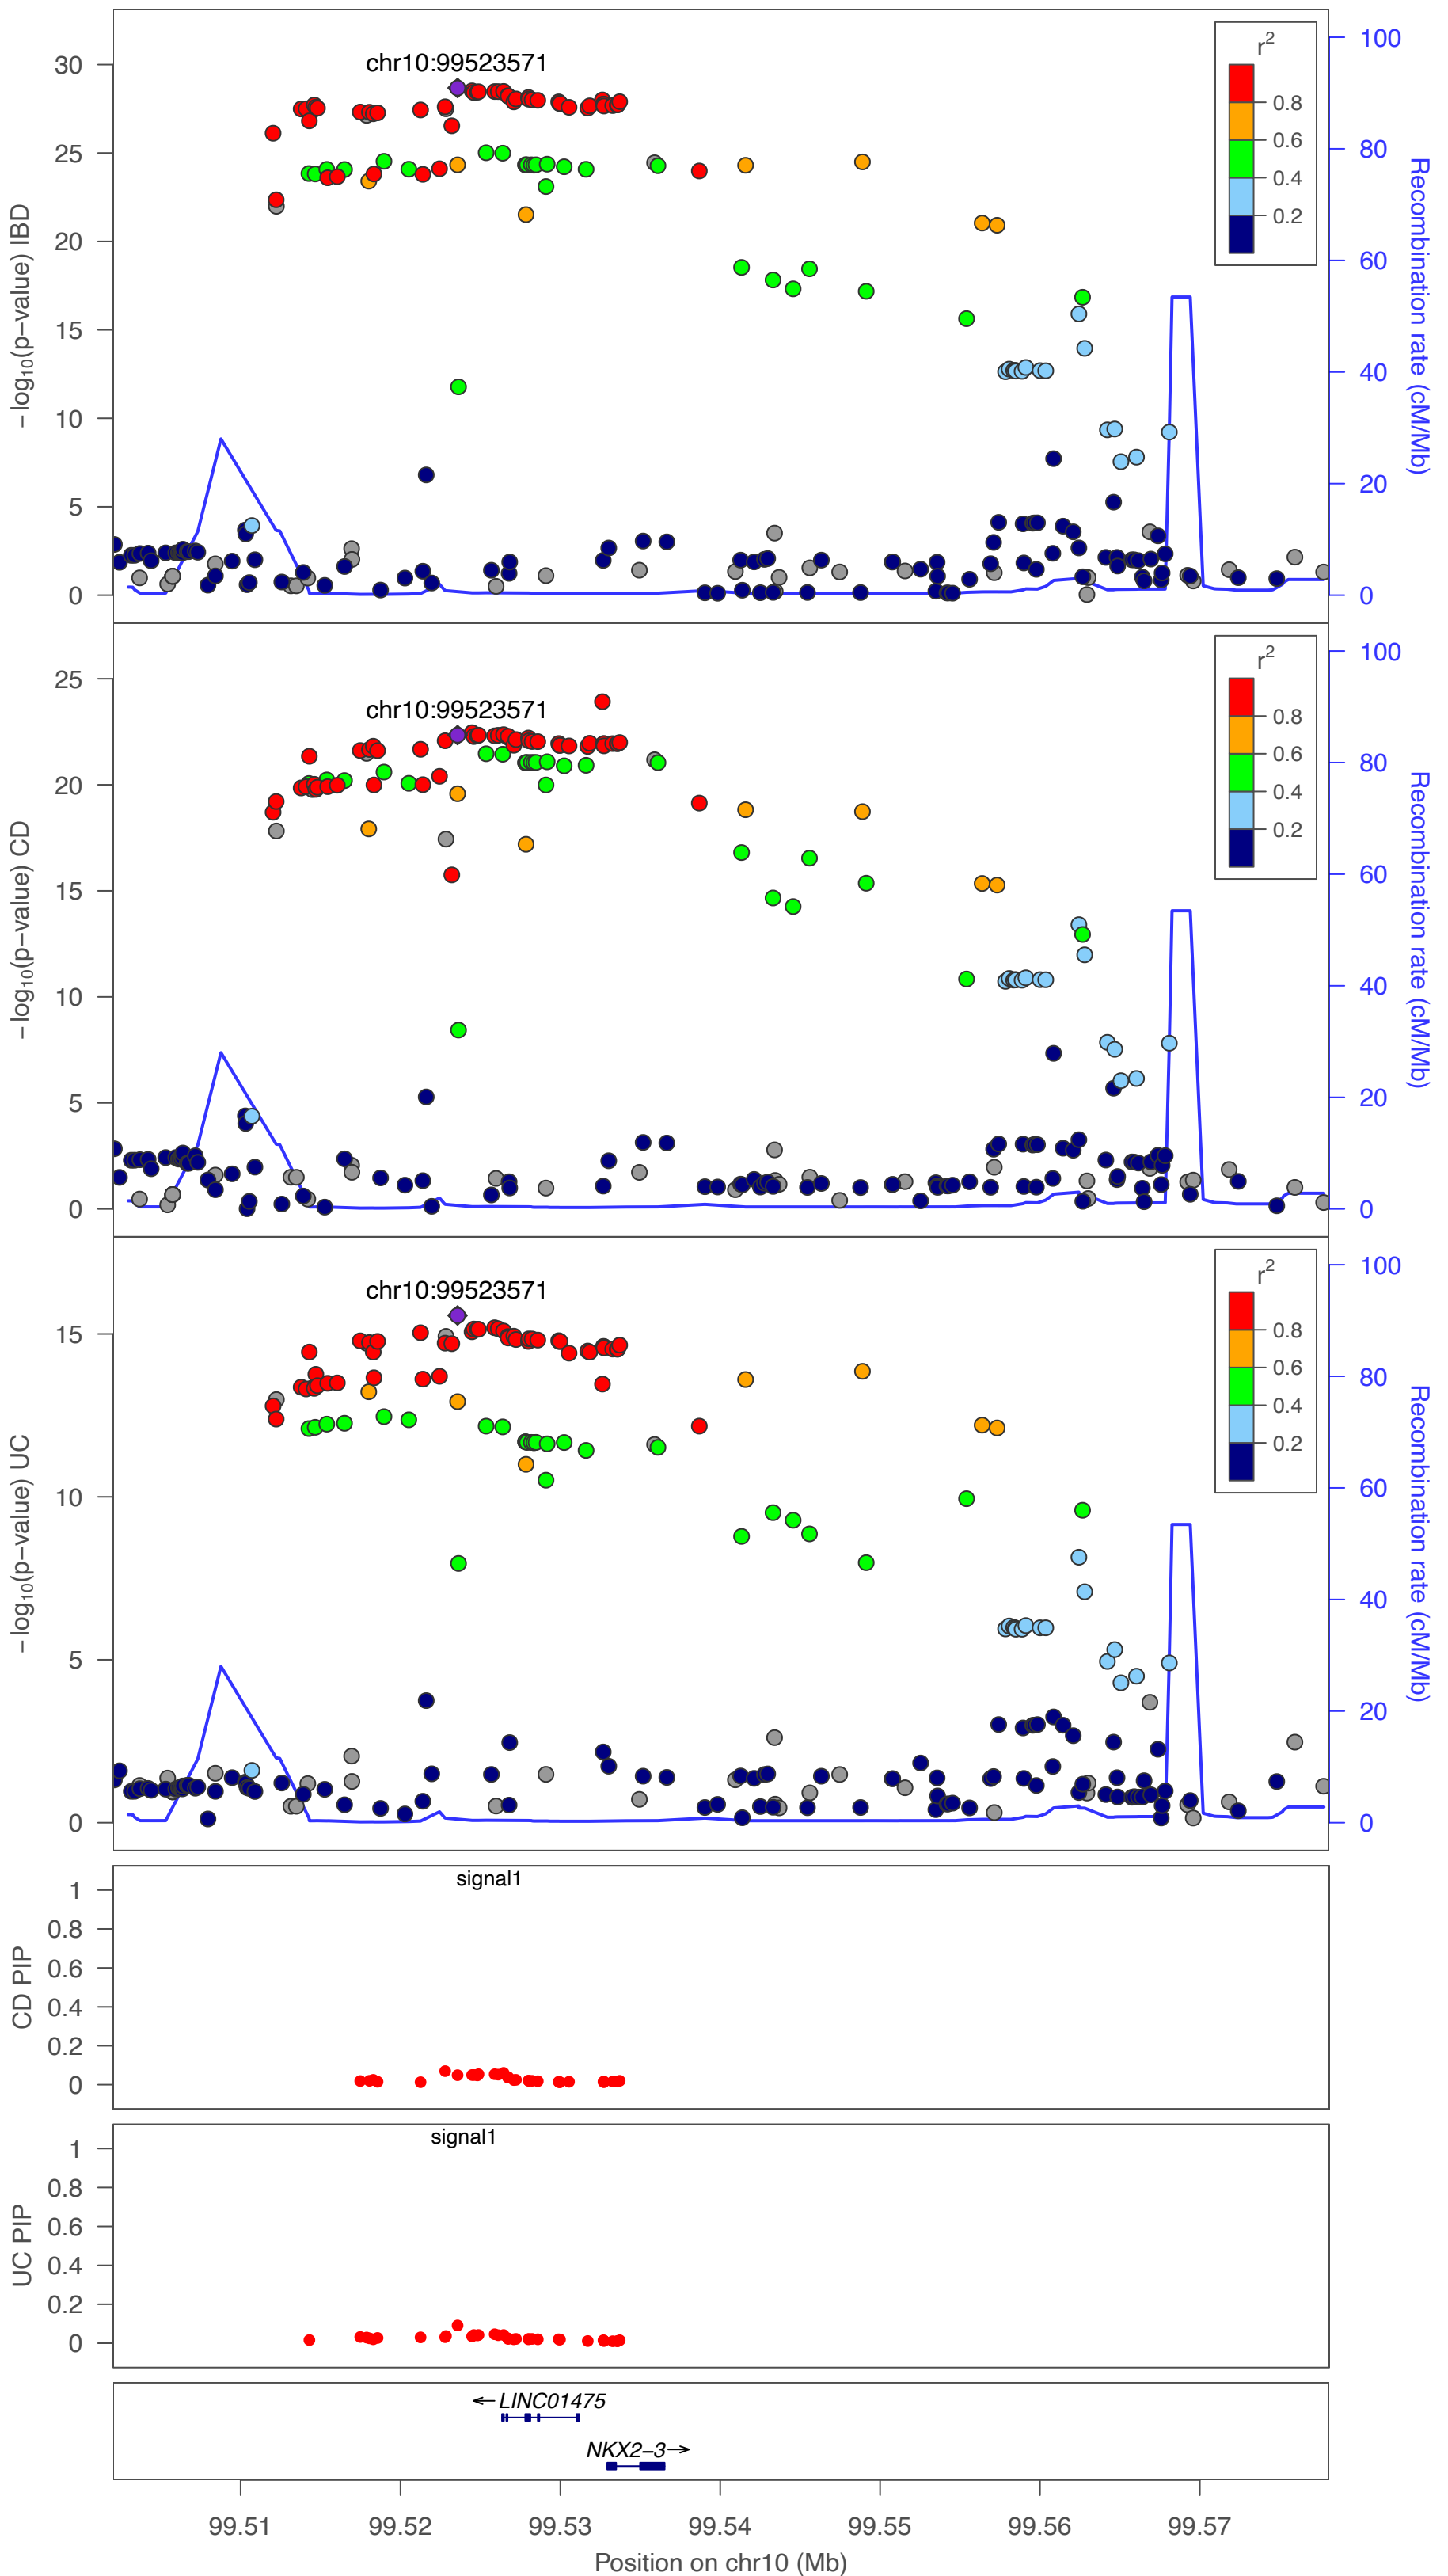 −log10(p−value) IBD
30
25
20
15
10
5
0
chr10:99523571
r2
0.8
0.6
0.4
0.2
100
80
60
40
20
0
Recombination rate (cM/Mb)
−log10(p−value) CD
25
20
15
10
5
0
chr10:99523571
r2
0.8
0.6
0.4
0.2
100
80
60
40
20
0
Recombination rate (cM/Mb)
−log10(p−value) UC
15
10
5
0
chr10:99523571
r2
0.8
0.6
0.4
0.2
100
80
60
40
20
0
Recombination rate (cM/Mb)
CD PIP
1
0.8
0.6
0.4
0.2
0
signal1
UC PIP
1
0.8
0.6
0.4
0.2
0
signal1
←LINC01475
NKX2−3→
99.51 99.52 99.53 99.54 99.55 99.56 99.57
Position on chr10 (Mb)